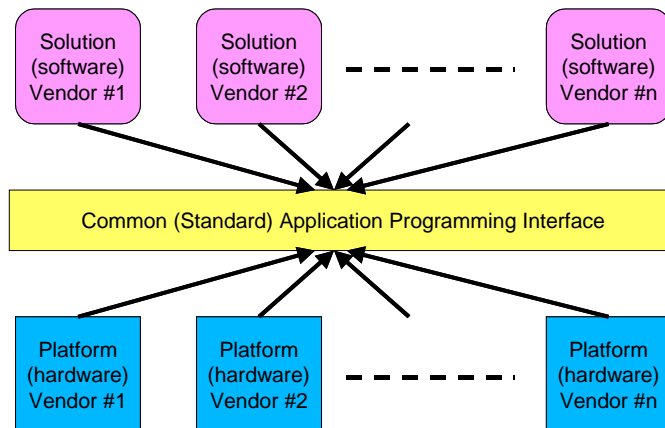 Solution
(software)
Vendor #1
Solution
(software)
Vendor #2
Solution
(software)
Vendor #n
Common (Standard) Application Programming Interface
Platform
(hardware)
Vendor #1
Platform
(hardware)
Vendor #2
Platform
(hardware)
Vendor #n